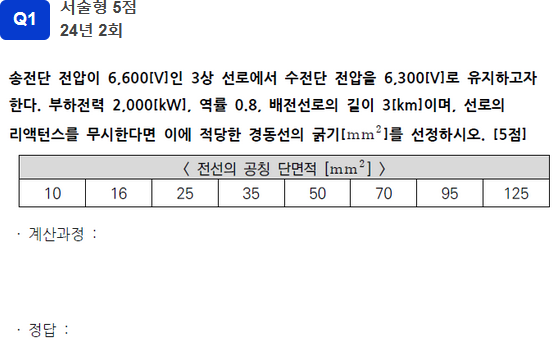 Q1
서술형 5점
24년 2회
송전단 전압이 6,600[V]인 3상 선로에서 수전단 전압을 6,300[V]로 유지하고자
한다. 부하전력 2,000[kW], 역률 0.8, 배전선로의 길이 3[km]이며, 선로의
리액턴스를 무시한다면 이에 적당한 경동선의 굵기[mm²]를 선정하시오. [5점]
〈 전선의 공칭 단면적 [mm²] 〉
10 16 25 35 50 70 95 125
· 계산과정 :
· 정답 :